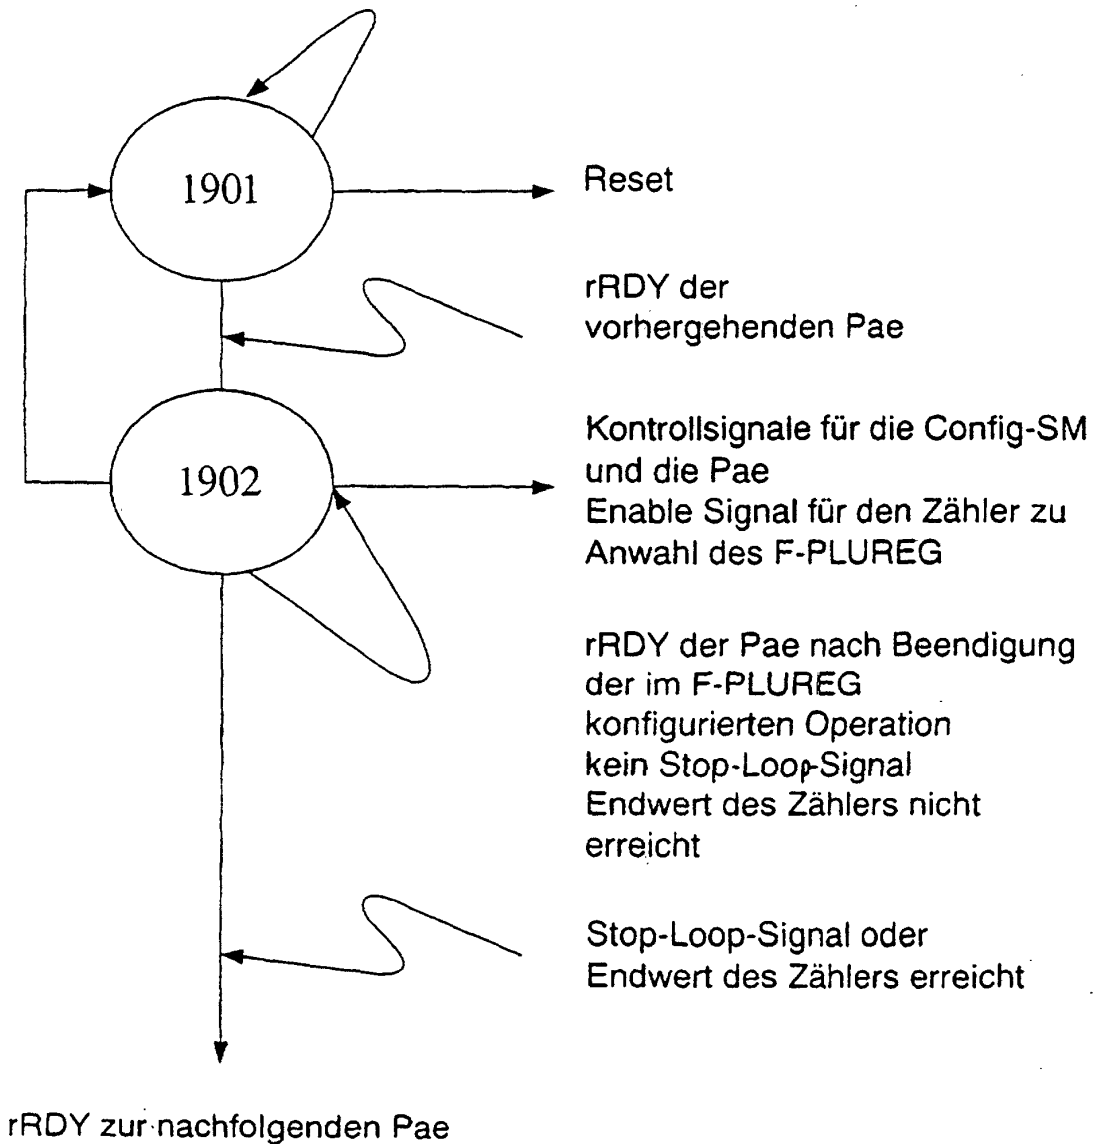 1901
Reset
rRDY der
vorhergehenden Pae
Kontrollsignale für die Config-SM
und die Pae
1902
Enable Signal für den Zähler zu
Anwahl des F-PLUREG
rRDY der Pae nach Beendigung
der im F-PLUREG
konfigurierten Operation
kein Stop-Loop-Signal
Endwert des Zählers nicht
erreicht
Stop-Loop-Signal oder
Endwert des Zählers erreicht
rRDY zur nachfolgenden Pae